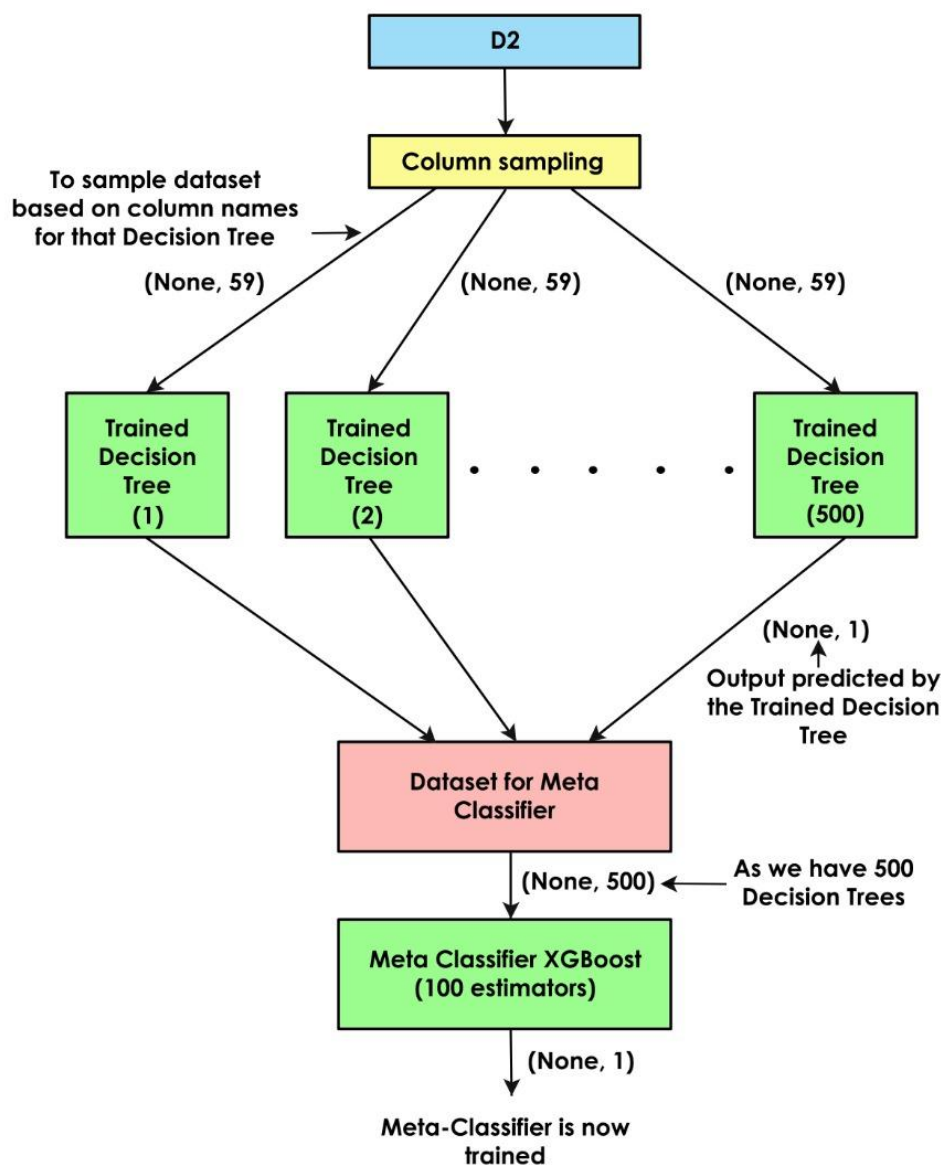 D2
Column sampling
To sample dataset
based on column names
for that Decision Tree
(None, 59)
(None, 59)
(None, 59)
Trained
Decision
Tree
(1)
Trained
Decision
Tree
(2)
Trained
Decision
Tree
(500)
(None, 1)
Output predicted by
the Trained Decision
Tree
Dataset for Meta
Classifier
(None, 500)
As we have 500
Decision Trees
Meta Classifier XGBoost
(100 estimators)
(None, 1)
Meta-Classifier is now
trained